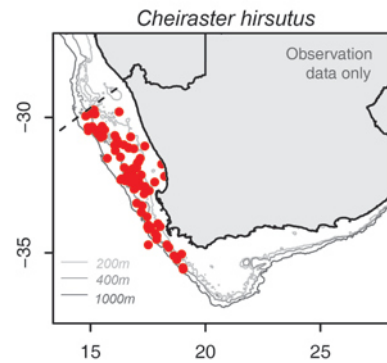 Cheiraster hirsutus
Observation
data only
−30
−35
200m
400m
1000m
15
20
25